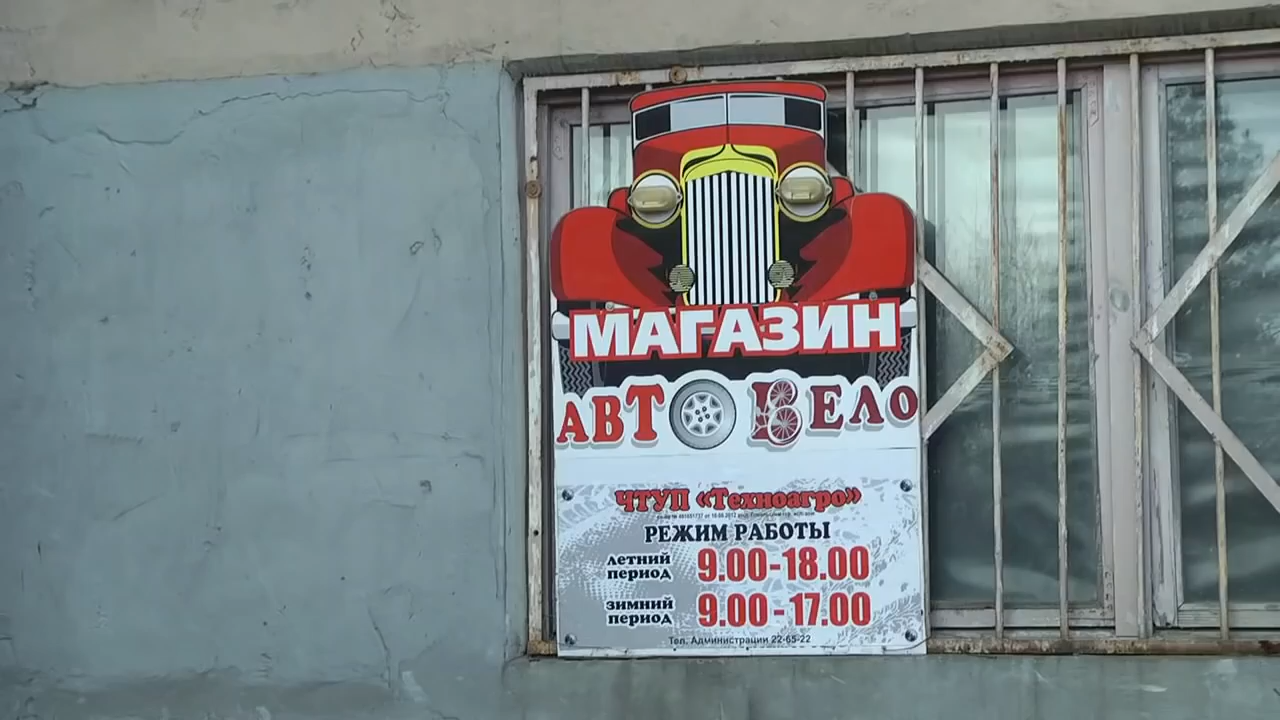 МАГАЗИН
АВТО ВЕЛО
ЧТУП «Техноагро»
РЕЖИМ РАБОТЫ
летний период 9.00-18.00
зимний период 9.00-17.00
Тел. Администрации 22-65-22